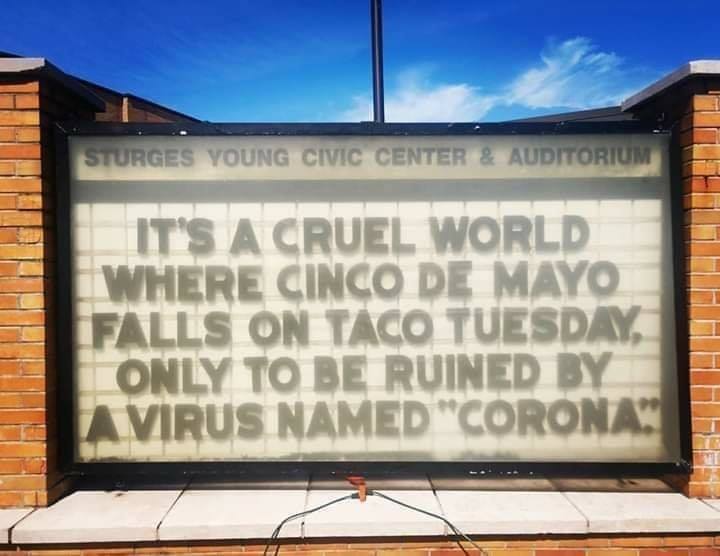 STURGES YOUNG CIVIC CENTER & AUDITORIUM
IT'S A CRUEL WORLD
WHERE CINCO DE MAYO
FALLS ON TACO TUESDAY,
ONLY TO BE RUINED BY
A VIRUS NAMED "CORONA."